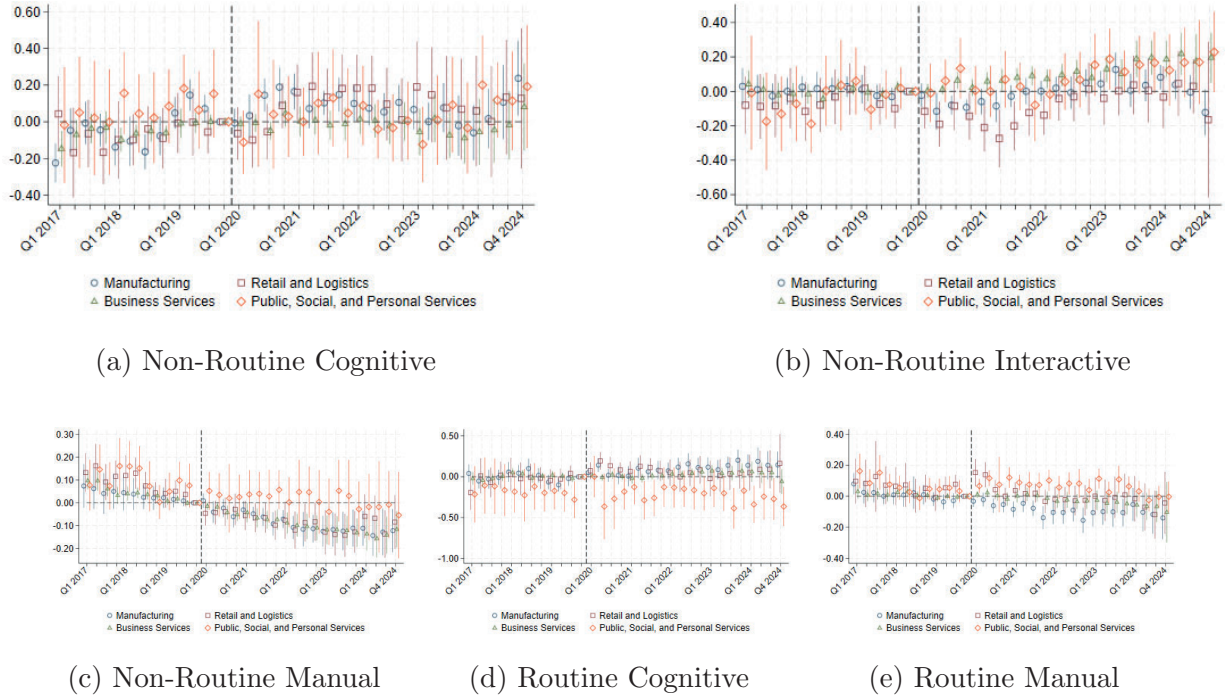 0.60
0.40
0.20
0.00
-0.20
-0.40
Q1 2017
Q1 2018
Q1 2019
Q1 2020
Q1 2021
Q1 2022
Q1 2023
Q1 2024
Q4 2024
Manufacturing
Retail and Logistics
Business Services
Public, Social, and Personal Services
(a) Non-Routine Cognitive
0.40
0.20
0.00
-0.20
-0.40
-0.60
Q1 2017
Q1 2018
Q1 2019
Q1 2020
Q1 2021
Q1 2022
Q1 2023
Q1 2024
Q4 2024
Manufacturing
Retail and Logistics
Business Services
Public, Social, and Personal Services
(b) Non-Routine Interactive
0.30
0.20
0.10
0.00
-0.10
-0.20
Q1 2017
Q1 2018
Q1 2019
Q1 2020
Q1 2021
Q1 2022
Q1 2023
Q1 2024
Q4 2024
Manufacturing
Retail and Logistics
Business Services
Public, Social, and Personal Services
(c) Non-Routine Manual
0.50
0.00
-0.50
-1.00
Q1 2017
Q1 2018
Q1 2019
Q1 2020
Q1 2021
Q1 2022
Q1 2023
Q1 2024
Q4 2024
Manufacturing
Retail and Logistics
Business Services
Public, Social, and Personal Services
(d) Routine Cognitive
0.40
0.20
0.00
-0.20
-0.40
Q1 2017
Q1 2018
Q1 2019
Q1 2020
Q1 2021
Q1 2022
Q1 2023
Q1 2024
Q4 2024
Manufacturing
Retail and Logistics
Business Services
Public, Social, and Personal Services
(e) Routine Manual